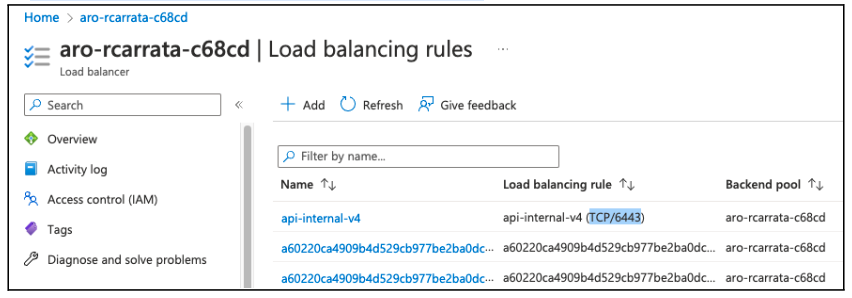 Home > aro-rcarrata-c68cd
aro-rcarrata-c68cd | Load balancing rules ...
Load balancer
Search «
Overview
Activity log
Access control (IAM)
Tags
Diagnose and solve problems
+ Add Refresh Give feedback
Filter by name...
Name ↑↓ Load balancing rule ↑↓ Backend pool ↑↓
api-internal-v4 api-internal-v4 (TCP/6443) aro-rcarrata-c68cd
a60220ca4909b4d529cb977be2ba0dc... a60220ca4909b4d529cb977be2ba0dc... aro-rcarrata-c68cd
a60220ca4909b4d529cb977be2ba0dc... a60220ca4909b4d529cb977be2ba0dc... aro-rcarrata-c68cd